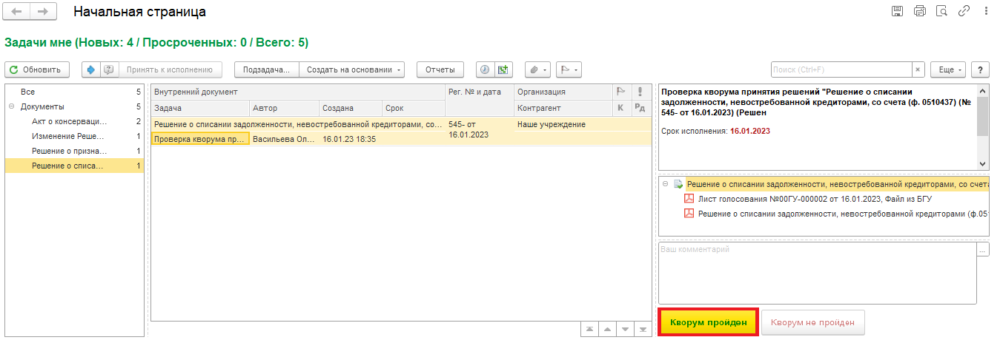 Начальная страница
Задачи мне (Новых: 4 / Просроченных: 0 / Всего: 5)
Обновить
Принять к исполнению
Подзадача...
Создать на основании
Отчеты
Поиск (Ctrl+F)
×
Еще
?
Все 5
Документы 5
Акт о консерваци... 2
Изменение Реше... 1
Решение о призна... 1
Решение о списа... 1
Внутренний документ Рег. № и дата Организация
Задача Автор Создана Срок Контрагент К Рд
Решение о списании задолженности, невостребованной кредиторами, со... 545- от Наше учреждение
16.01.2023
Проверка кворума пр... Васильева Ол... 16.01.23 18:35
Проверка кворума принятия решений "Решение о списании
задолженности, невостребованной кредиторами, со счета (ф. 0510437) (№
545- от 16.01.2023) (Решен
Срок исполнения: 16.01.2023
Решение о списании задолженности, невостребованной кредиторами, со счета
Лист голосования №00ГУ-000002 от 16.01.2023, Файл из БГУ
Решение о списании задолженности, невостребованной кредиторами (ф.051
Ваш комментарий
...
Кворум пройден
Кворум не пройден